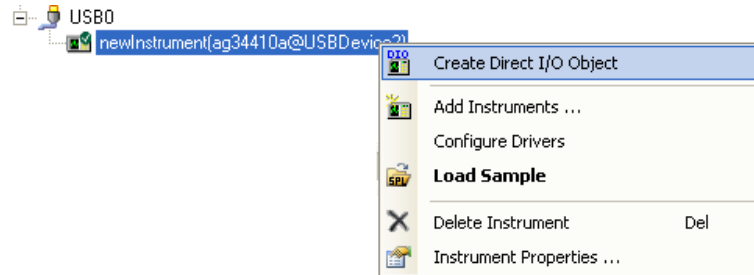 USB0
newInstrument(ag34410a@USBDevice2)
DIO
Create Direct I/O Object
Add Instruments ...
Configure Drivers
SPL
Load Sample
Delete Instrument Del
Instrument Properties ...